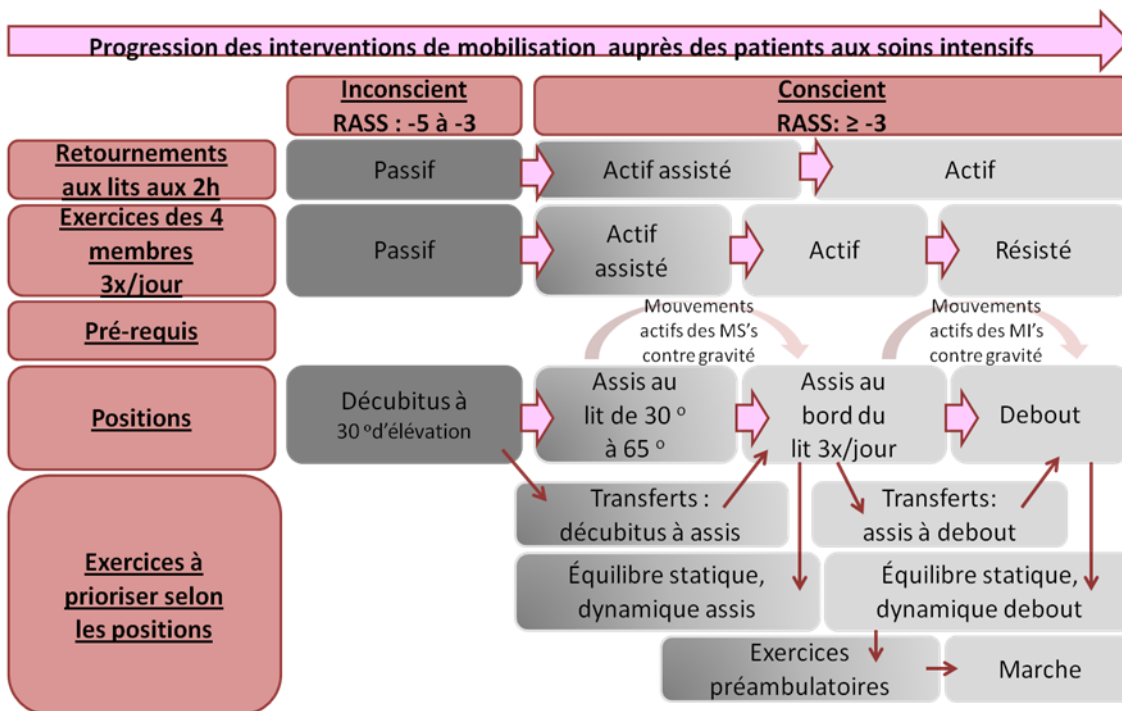 Progression des interventions de mobilisation auprès des patients aux soins intensifs
Inconscient
RASS : -5 à -3
Conscient
RASS: ≥ -3
Retournements
aux lits aux 2h
Passif
Actif assisté
Actif
Exercices des 4
membres
3x/jour
Passif
Actif
assisté
Actif
Résisté
Pré-requis
Mouvements
actifs des MS's
contre gravité
Mouvements
actifs des MI's
contre gravité
Positions
Décubitus à
30 °d'élévation
Assis au
lit de 30 °
à 65 °
Assis au
bord du
lit 3x/jour
Debout
Exercices à
prioriser selon
les positions
Transferts :
décubitus à assis
Transferts:
assis à debout
Équilibre statique,
dynamique assis
Équilibre statique,
dynamique debout
Exercices
préambulatoires
Marche